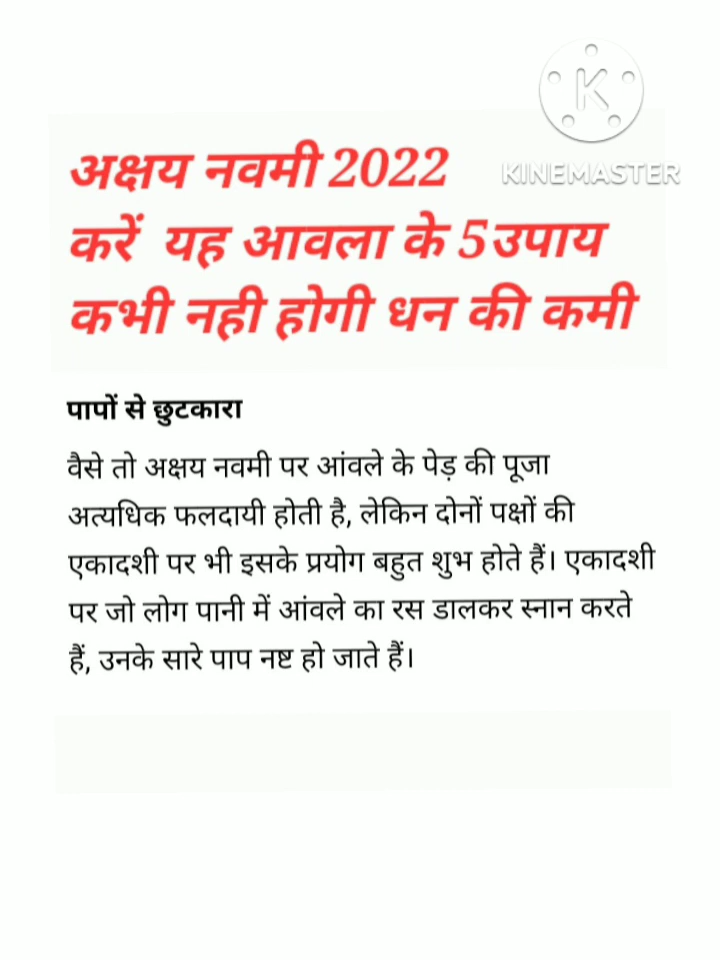 K
KINEMASTER
अक्षय नवमी 2022
करें यह आवला के 5उपाय
कभी नही होगी धन की कमी
पापों से छुटकारा
वैसे तो अक्षय नवमी पर आंवले के पेड़ की पूजा
अत्यधिक फलदायी होती है, लेकिन दोनों पक्षों की
एकादशी पर भी इसके प्रयोग बहुत शुभ होते हैं। एकादशी
पर जो लोग पानी में आंवले का रस डालकर स्नान करते
हैं, उनके सारे पाप नष्ट हो जाते हैं।